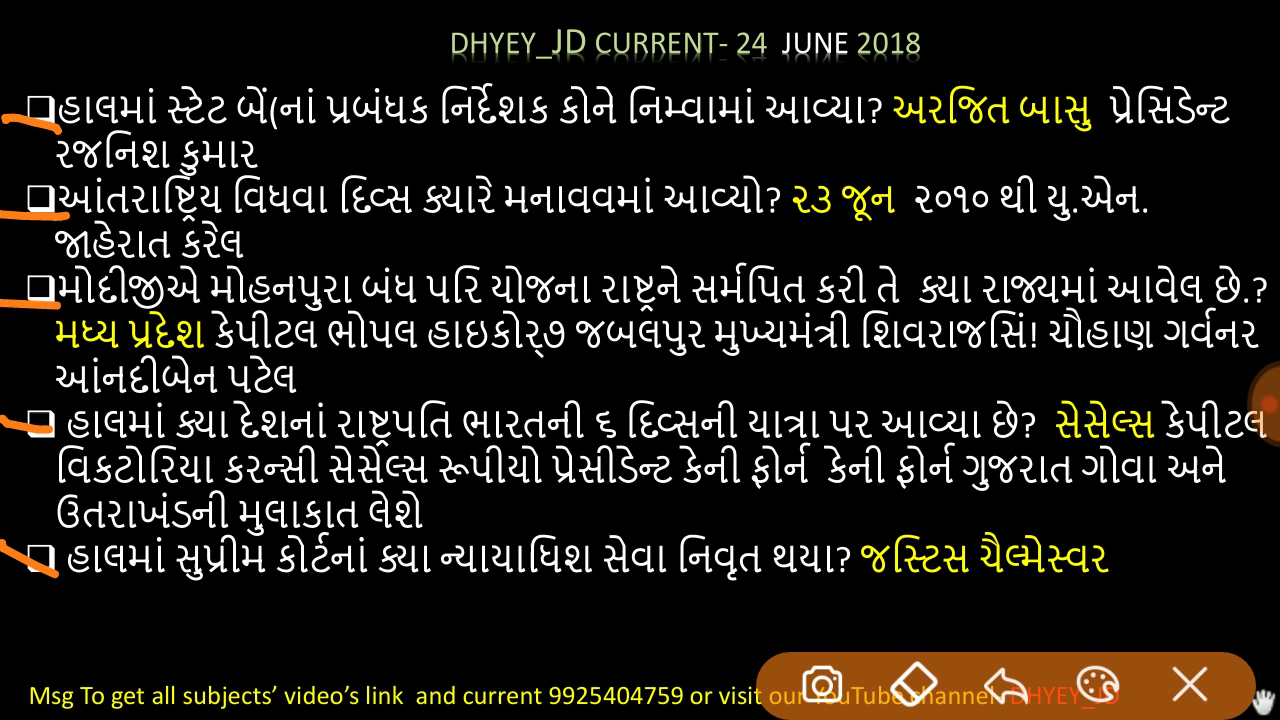 DHYEY_JD CURRENT- 24 JUNE 2018
હાલમાં સ્ટેટ બેં(નાં પ્રબંધક નિર્દેશક કોને નિમ્વામાં આવ્યા? અરજિત બાસુ પ્રેસિડેન્ટ
રજનિશ કુમાર
આંતરાષ્ટ્રિય વિધવા દિવ્સ ક્યારે મનાવવમાં આવ્યો? ૨૩ જૂન ૨૦૧૦ થી યુ.એન.
જાહેરાત કરેલ
મોદીજીએ મોહનપુરા બંધ પરિ યોજના રાષ્ટ્રને સર્મપિત કરી તે ક્યા રાજ્યમાં આવેલ છે.?
મધ્ય પ્રદેશ કેપીટલ ભોપલ હાઇકોર્૭ જબલપુર મુખ્યમંત્રી શિવરાજસિં! ચૌહાણ ગર્વનર
આંનદીબેન પટેલ
હાલમાં ક્યા દેશનાં રાષ્ટ્રપતિ ભારતની ૬ દિવ્સની યાત્રા પર આવ્યા છે? સેસેલ્સ કેપીટલ
વિકટોરિયા કરન્સી સેસેલ્સ રૂપીયો પ્રેસીડેન્ટ કેની ફોર્ન કેની ફોર્ન ગુજરાત ગોવા અને
ઉતરાખંડની મુલાકાત લેશે
હાલમાં સુપ્રીમ કોર્ટનાં ક્યા ન્યાયાધિશ સેવા નિવૃત થયા? જસ્ટિસ ચૈલ્મેસ્વર
Msg To get all subjects' video's link and current 9925404759 or visit our YouTube channel DHYEY_JD